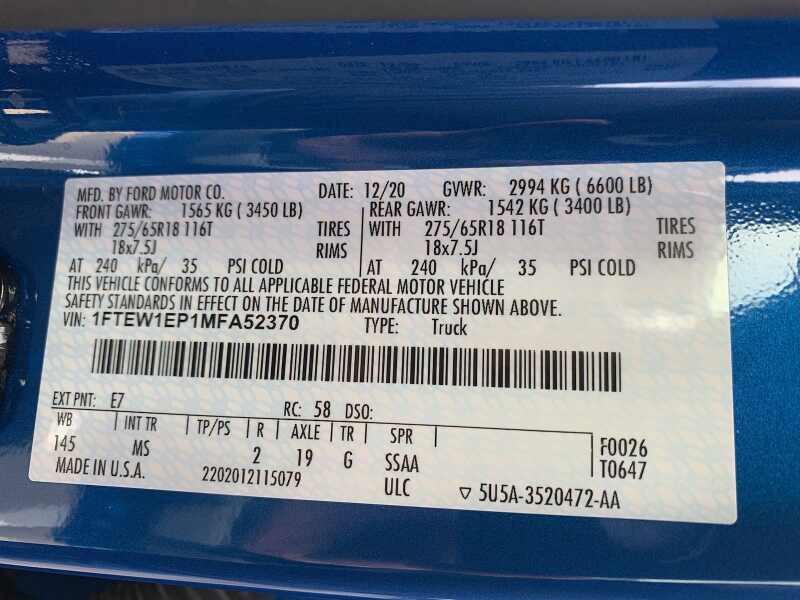 MFD. BY FORD MOTOR CO. DATE: 12/20 GVWR: 2994 KG ( 6600 LB)
FRONT GAWR: 1565 KG ( 3450 LB) REAR GAWR: 1542 KG ( 3400 LB)
WITH 275/65R18 116T TIRES WITH 275/65R18 116T TIRES
18x7.5J RIMS 18x7.5J RIMS
AT 240 kPa/ 35 PSI COLD AT 240 kPa/ 35 PSI COLD
THIS VEHICLE CONFORMS TO ALL APPLICABLE FEDERAL MOTOR VEHICLE
SAFETY STANDARDS IN EFFECT ON THE DATE OF MANUFACTURE SHOWN ABOVE.
VIN: 1FTEW1EP1MFA52370 TYPE: Truck
EXT PNT: E7 RC: 58 DSO:
WB INT TR TP/PS R AXLE TR SPR F0026
145 MS 2 19 G SSAA T0647
MADE IN U.S.A. 2202012115079 ULC ▽ 5U5A-3520472-AA